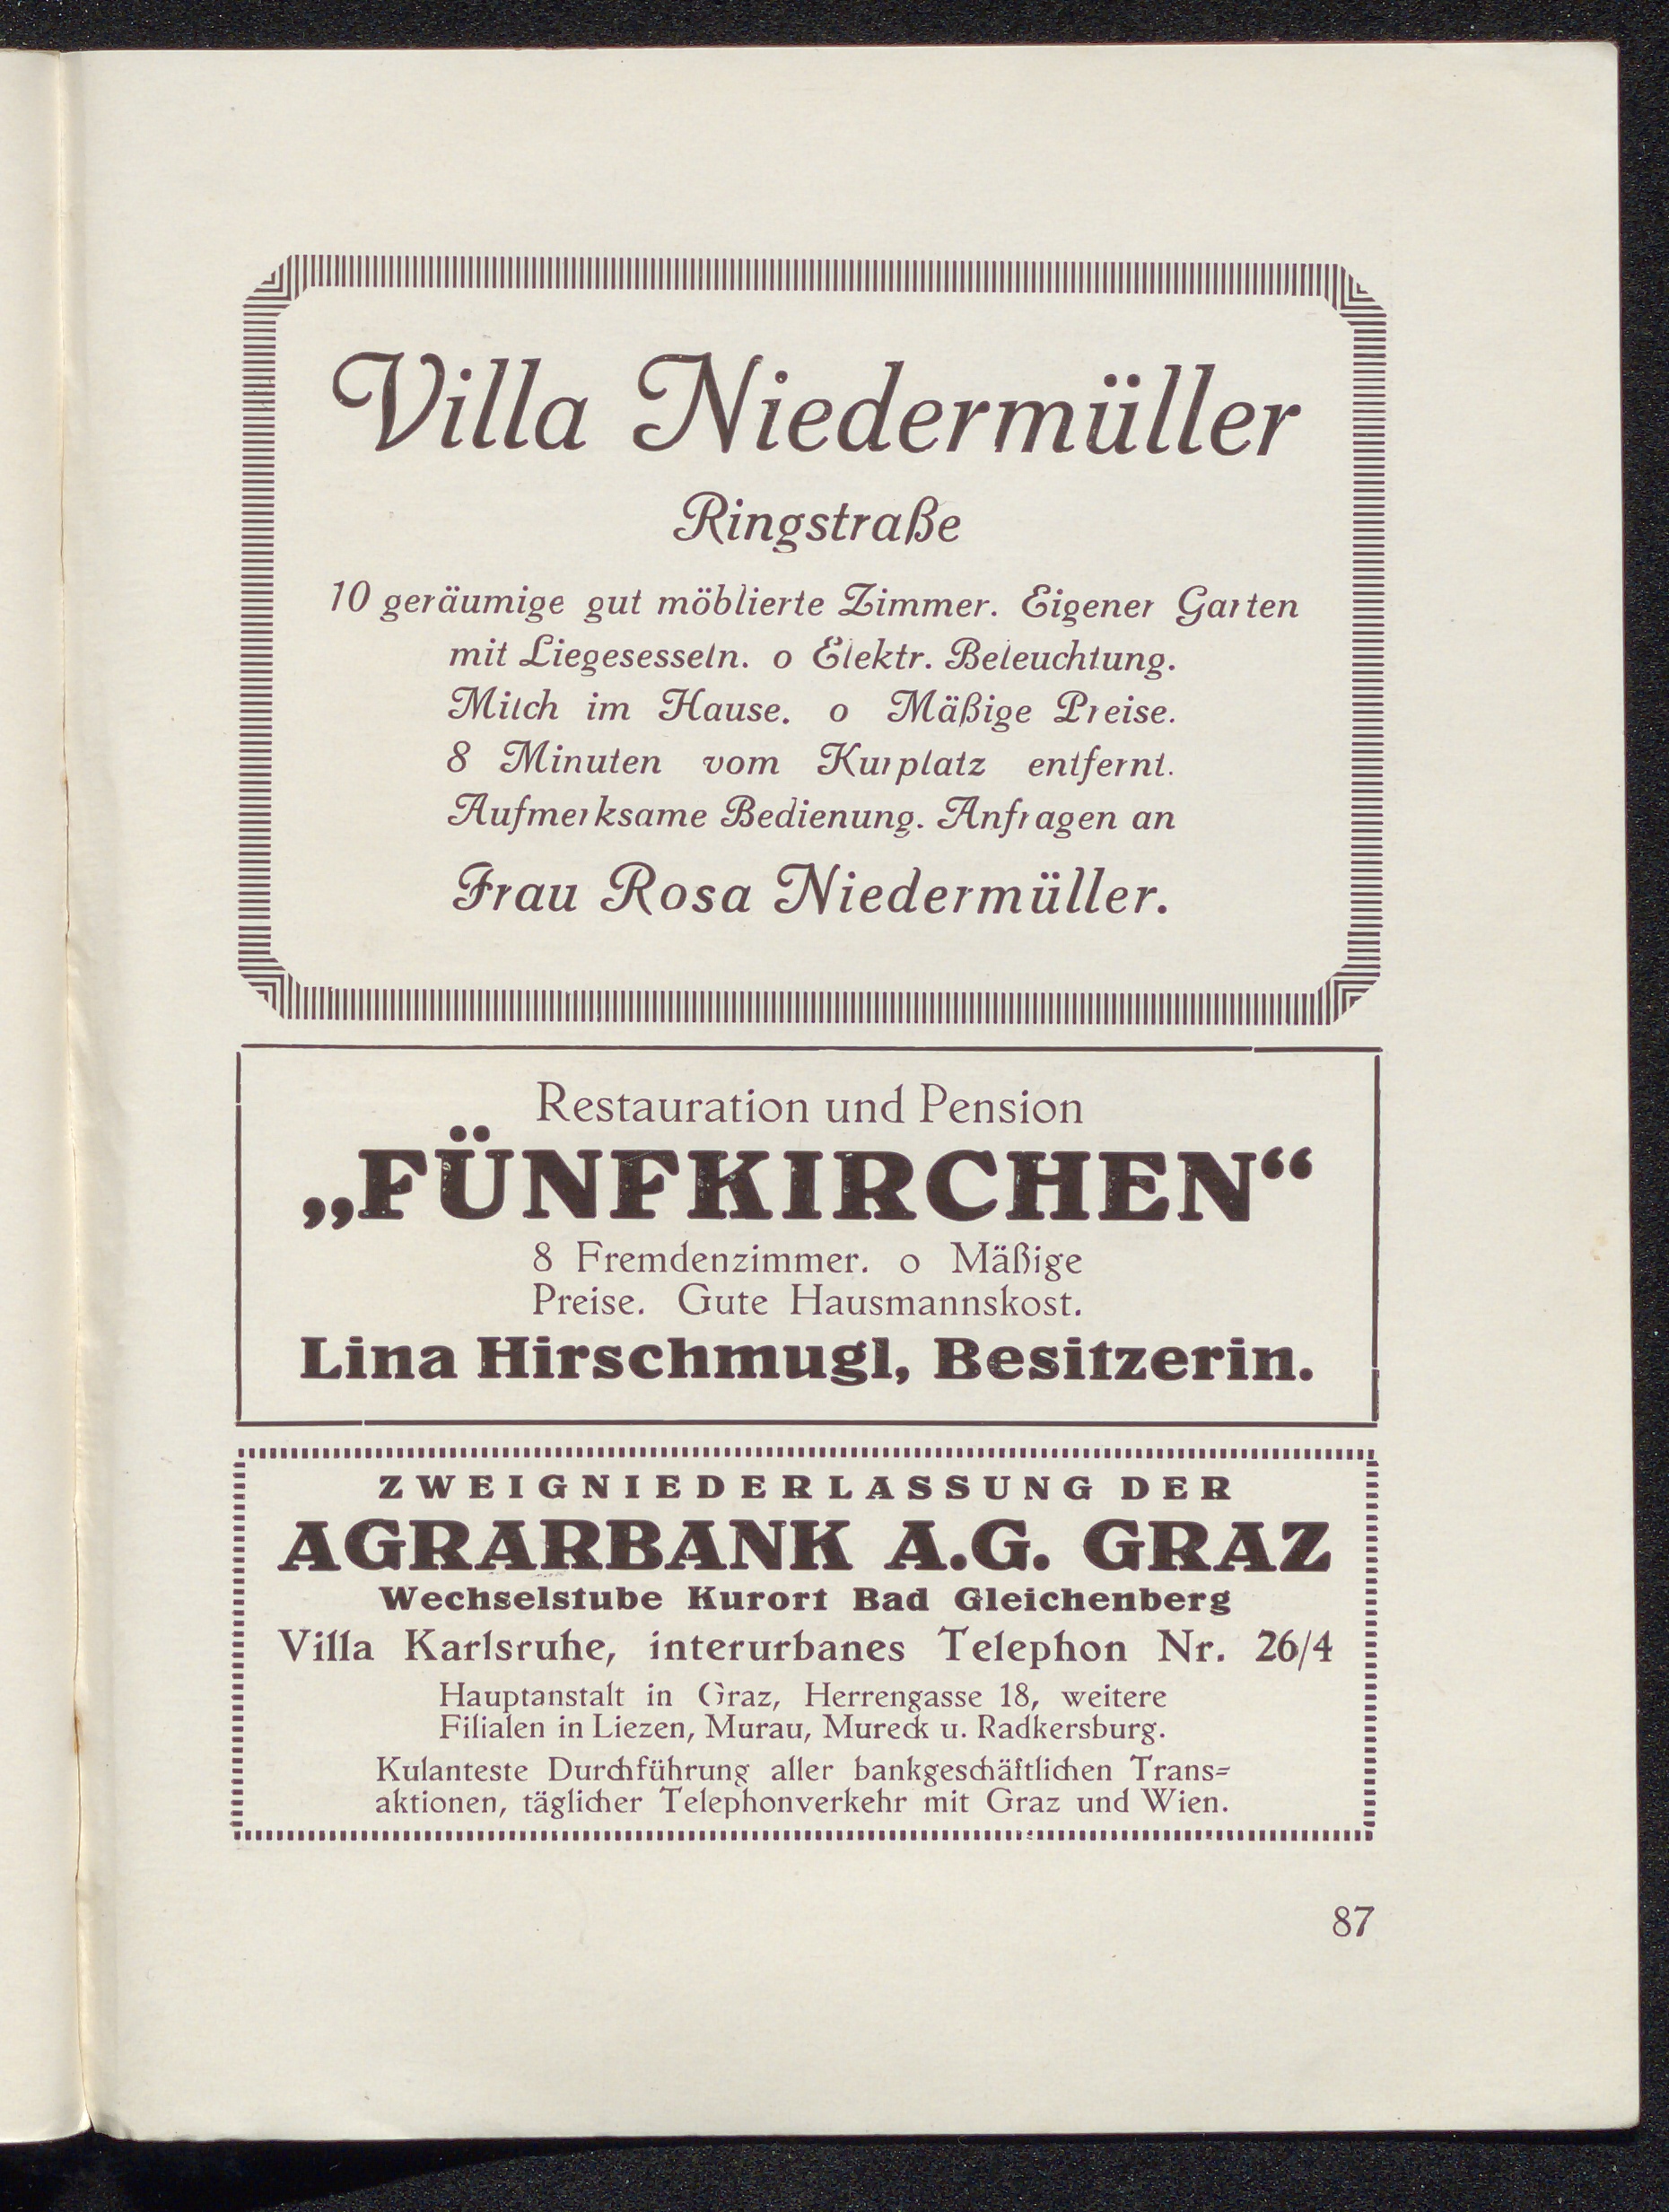 Villa Niedermüller
Ringstraße
10 geräumige gut möblierte Zimmer. Eigener Garten
mit Liegesesseln. o Elektr. Beleuchtung.
Milch im Hause. o Mäßige Preise.
8 Minuten vom Kurplatz entfernt.
Aufmerksame Bedienung. Anfragen an
Frau Rosa Niedermüller.
Restauration und Pension
„FÜNFKIRCHEN“
8 Fremdenzimmer. o Mäßige
Preise. Gute Hausmannskost.
Lina Hirschmugl, Besitzerin.
ZWEIGNIEDERLASSUNG DER
AGRARBANK A.G. GRAZ
Wechselstube Kurort Bad Gleichenberg
Villa Karlsruhe, interurbanes Telephon Nr. 26/4
Hauptanstalt in Graz, Herrengasse 18, weitere
Filialen in Liezen, Murau, Mureck u. Radkersburg.
Kulanteste Durchführung aller bankgeschäftlichen Trans=
aktionen, täglicher Telephonverkehr mit Graz und Wien.
87